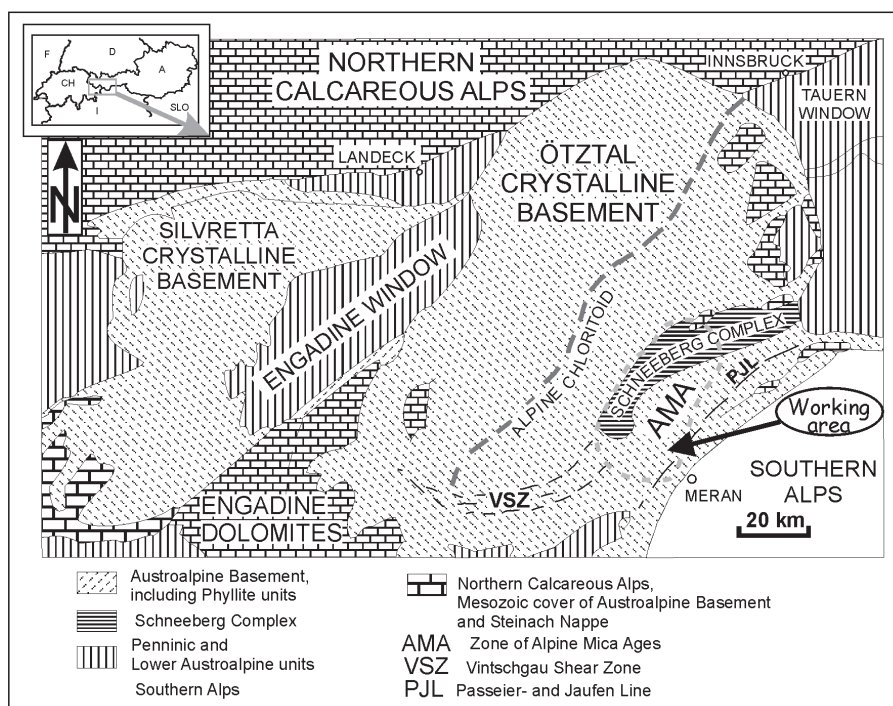 F
D
CH
A
I
SLO
N
NORTHERN
CALCAREOUS ALPS
INNSBRUCK
TAUERN
WINDOW
LANDECK
ÖTZTAL
CRYSTALLINE
BASEMENT
SILVRETTA
CRYSTALLINE
BASEMENT
ENGADINE WINDOW
ALPINE CHLORITOID
SCHNEEBERG COMPLEX
PJL
AMA
Working
area
SOUTHERN
ALPS
MERAN
VSZ
ENGADINE
DOLOMITES
20 km
Austroalpine Basement,
including Phyllite units
Schneeberg Complex
Penninic and
Lower Austroalpine units
Southern Alps
Northern Calcareous Alps,
Mesozoic cover of Austroalpine Basement
and Steinach Nappe
AMA Zone of Alpine Mica Ages
VSZ Vintschgau Shear Zone
PJL Passeier- and Jaufen Line